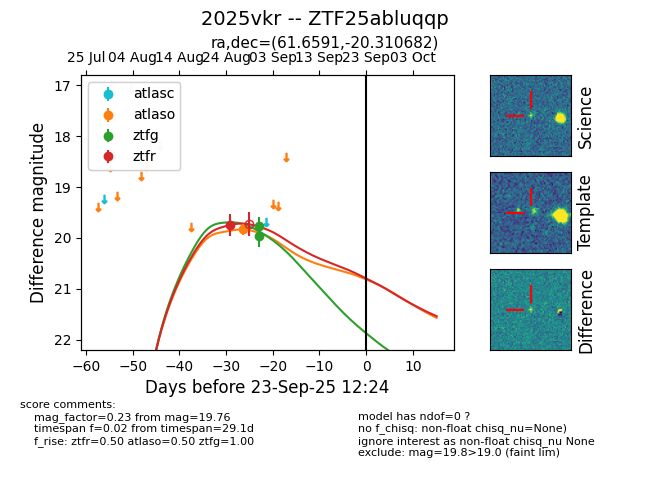 2025vkr -- ZTF25abluqqp
ra,dec=(61.6591,-20.310682)
25 Jul 04 Aug 14 Aug 24 Aug 03 Sep 13 Sep 23 Sep 03 Oct
atlasc
atlaso
ztfg
ztfr
17
18
19
20
21
22
Difference magnitude
−60 −50 −40 −30 −20 −10 0 10
Days before 23-Sep-25 12:24
Science
Template
Difference
score comments:
mag_factor=0.23 from mag=19.76
timespan f=0.02 from timespan=29.1d
f_rise: ztfr=0.50 atlaso=0.50 ztfg=1.00
model has ndof=0 ?
no f_chisq: non-float chisq_nu=None)
ignore interest as non-float chisq_nu None
exclude: mag=19.8>19.0 (faint lim)